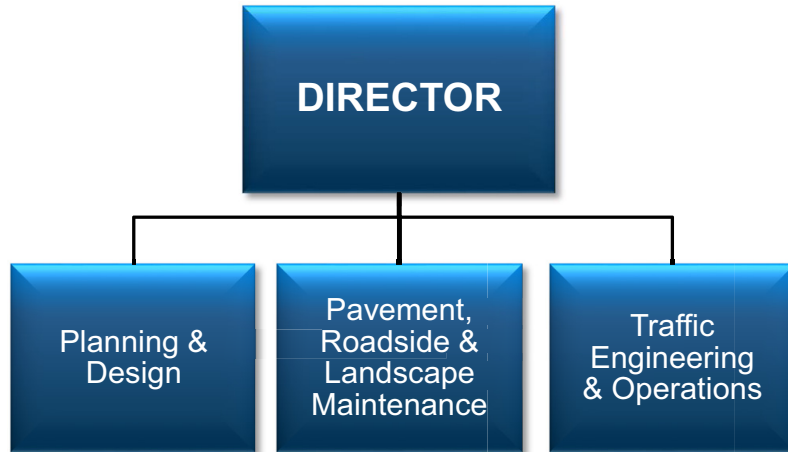 DIRECTOR
Planning &
Design
Pavement,
Roadside &
Landscape
Maintenance
Traffic
Engineering
& Operations